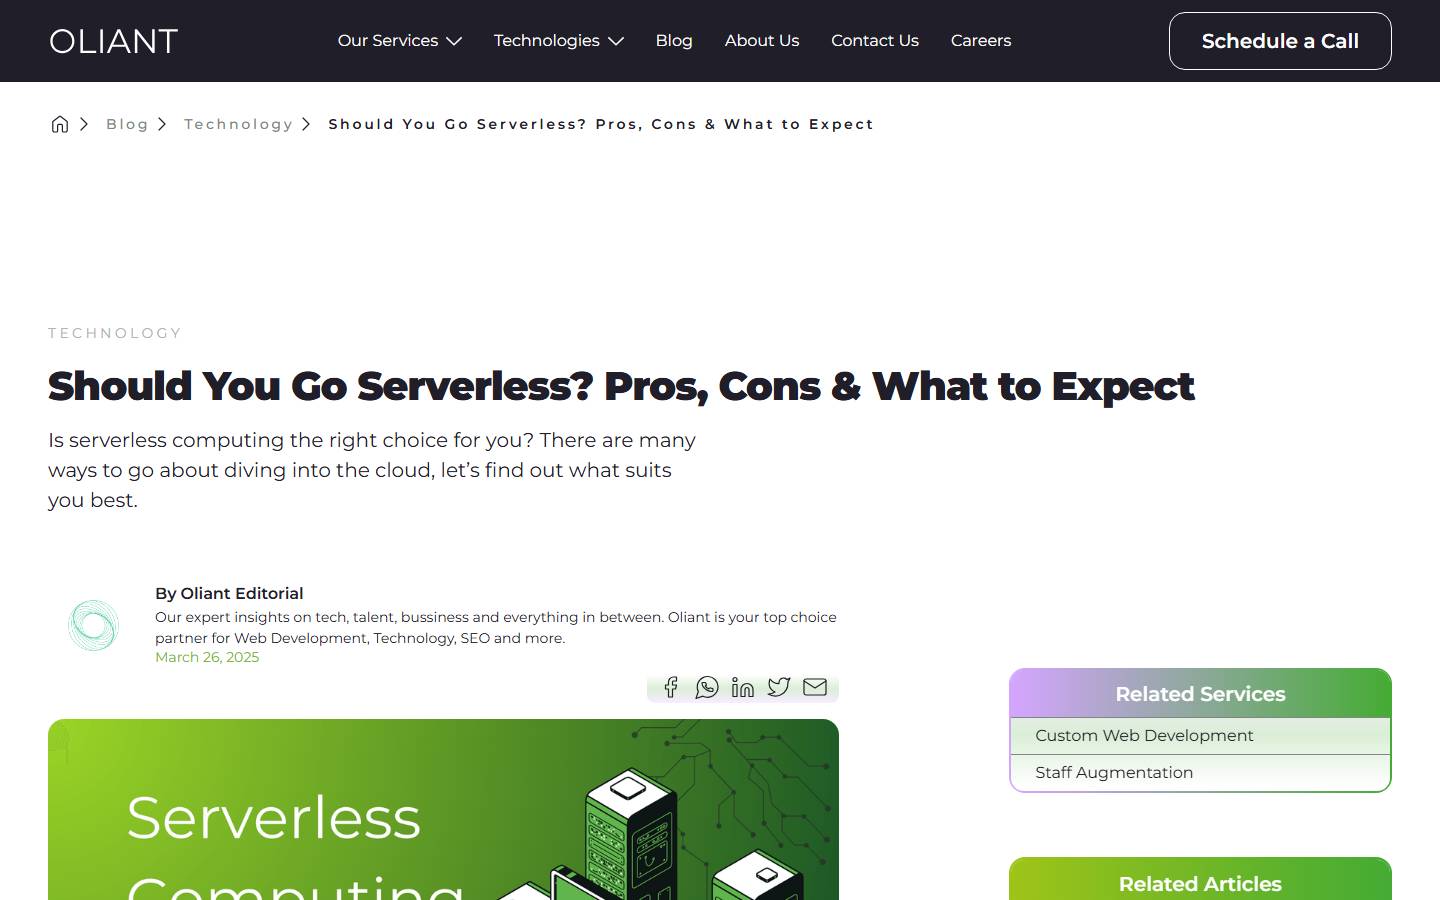 OLIANT
Our Services
Technologies
Blog
About Us
Contact Us
Careers
Schedule a Call
Blog
Technology
Should You Go Serverless? Pros, Cons & What to Expect
TECHNOLOGY
Should You Go Serverless? Pros, Cons & What to Expect
Is serverless computing the right choice for you? There are many
ways to go about diving into the cloud, let’s find out what suits
you best.
By Oliant Editorial
Our expert insights on tech, talent, bussiness and everything in between. Oliant is your top choice
partner for Web Development, Technology, SEO and more.
March 26, 2025
Serverless
Computing
Related Services
Custom Web Development
Staff Augmentation
Related Articles